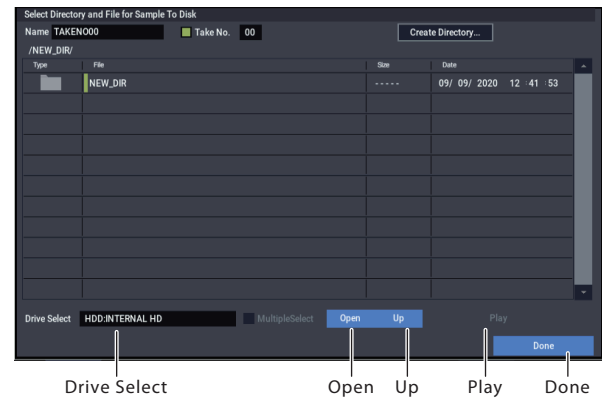 Select Directory and File for Sample To Disk
Name TAKENO00 Take No. 00 Create Directory...
/NEW_DIR/
Type File Size Date
NEW_DIR ----- 09/ 09/ 2020 12 :41 :53
Drive Select HDD:INTERNAL HD MultipleSelect Open Up Play
Done
Drive Select Open Up Play Done